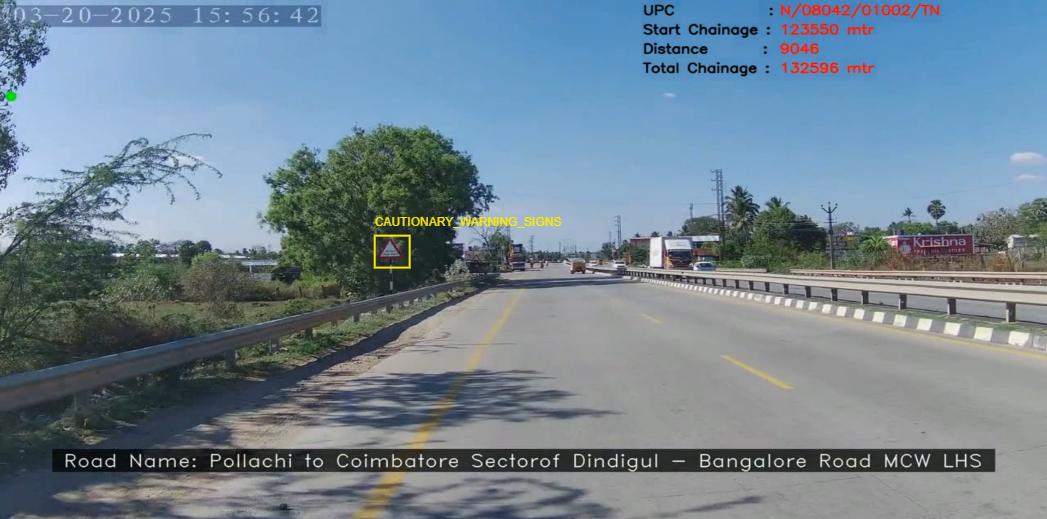 03-20-2025 15:56:42
UPC : N/08042/01002/TN
Start Chainage : 123550 mtr
Distance : 9046
Total Chainage : 132596 mtr
CAUTIONARY_WARNING_SIGNS
Krishna
Road Name: Pollachi to Coimbatore Sectorof Dindigul - Bangalore Road MCW LHS